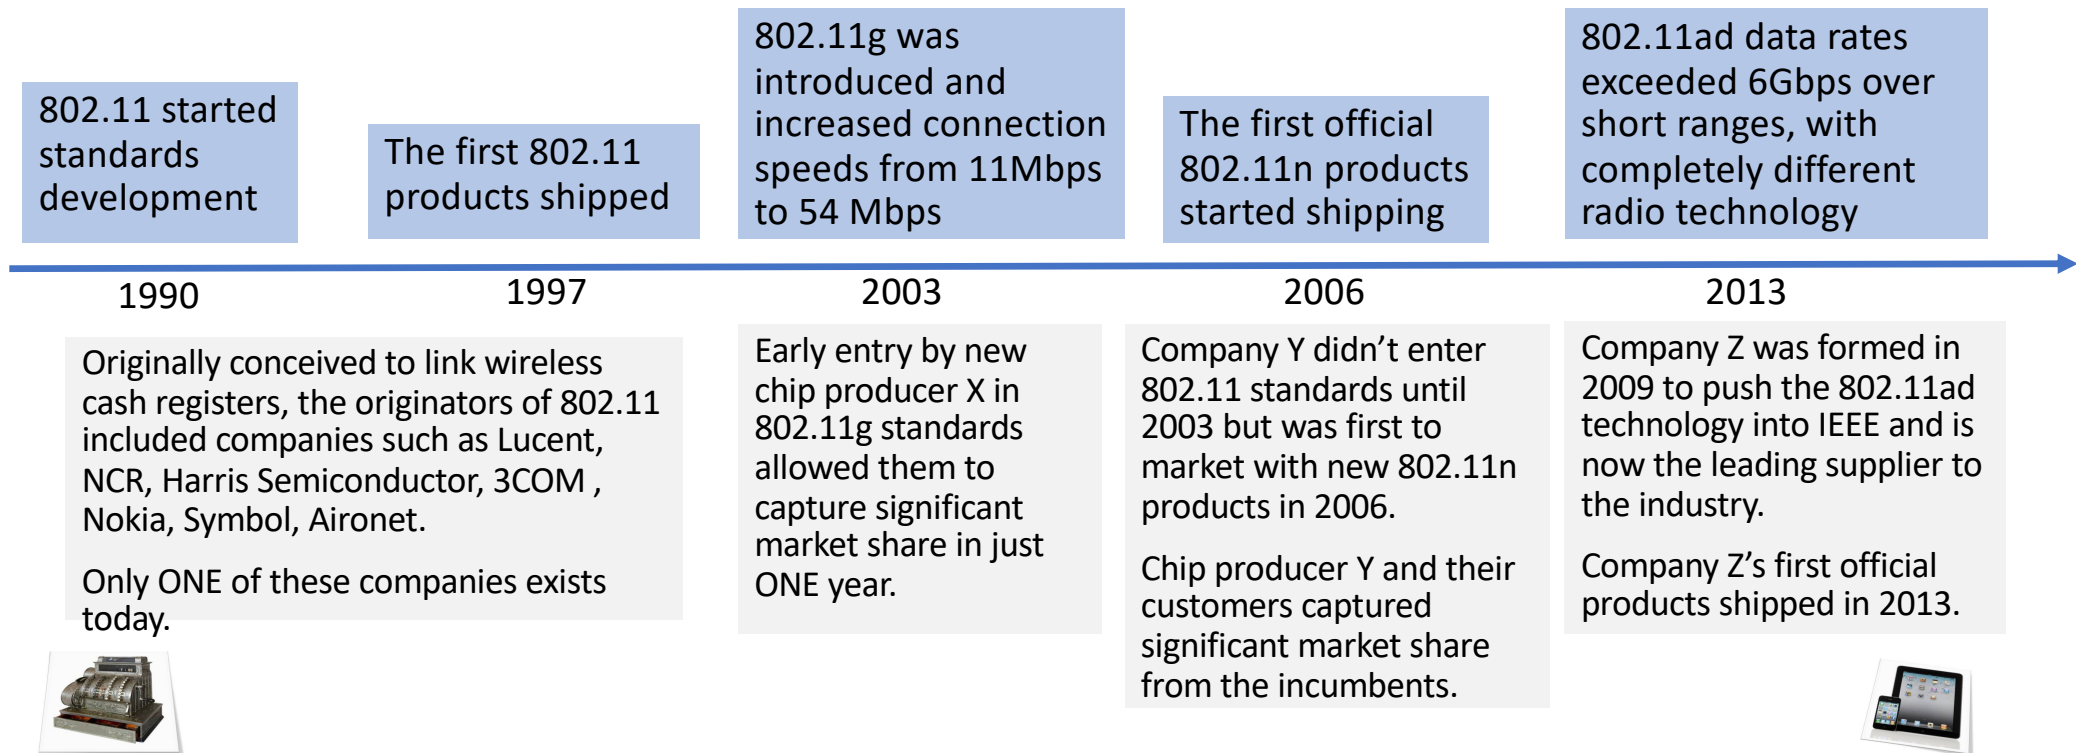 802.11 started
standards
development
The first 802.11
products shipped
802.11g was
introduced and
increased connection
speeds from 11Mbps
to 54 Mbps
The first official
802.11n products
started shipping
802.11ad data rates
exceeded 6Gbps over
short ranges, with
completely different
radio technology
1990
1997
2003
2006
2013
Originally conceived to link wireless
cash registers, the originators of 802.11
included companies such as Lucent,
NCR, Harris Semiconductor, 3COM ,
Nokia, Symbol, Aironet.
Only ONE of these companies exists
today.
Early entry by new
chip producer X in
802.11g standards
allowed them to
capture significant
market share in just
ONE year.
Company Y didn’t enter
802.11 standards until
2003 but was first to
market with new 802.11n
products in 2006.
Chip producer Y and their
customers captured
significant market share
from the incumbents.
Company Z was formed in
2009 to push the 802.11ad
technology into IEEE and is
now the leading supplier to
the industry.
Company Z’s first official
products shipped in 2013.